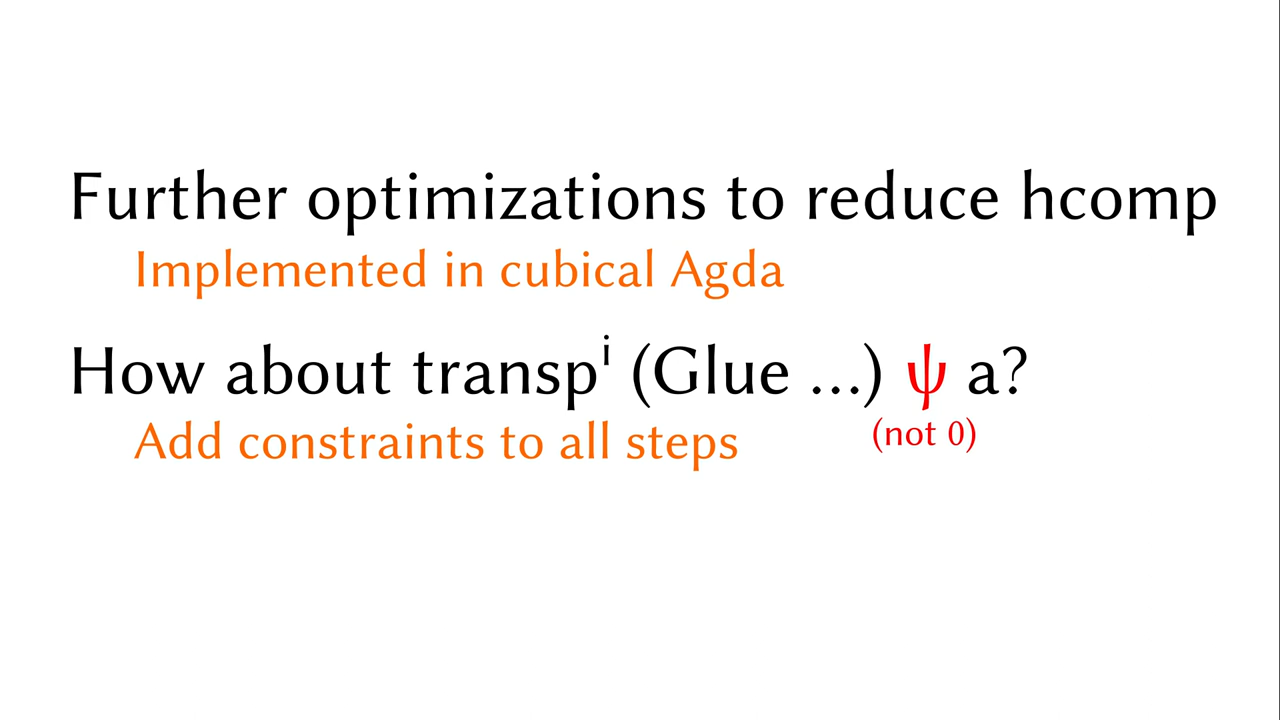 Further optimizations to reduce hcomp
Implemented in cubical Agda
How about transpⁱ (Glue ...) ψ a?
Add constraints to all steps
(not 0)